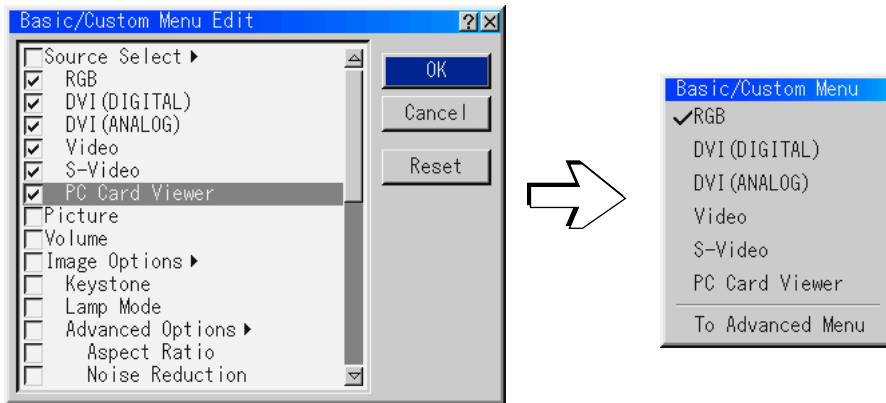 Basic/Custom Menu Edit
Source Select
RGB
DVI(DIGITAL)
DVI(ANALOG)
Video
S-Video
PC Card Viewer
Picture
Volume
Image Options
Keystone
Lamp Mode
Advanced Options
Aspect Ratio
Noise Reduction
OK
Cancel
Reset
Basic/Custom Menu
RGB
DVI(DIGITAL)
DVI(ANALOG)
Video
S-Video
PC Card Viewer
To Advanced Menu